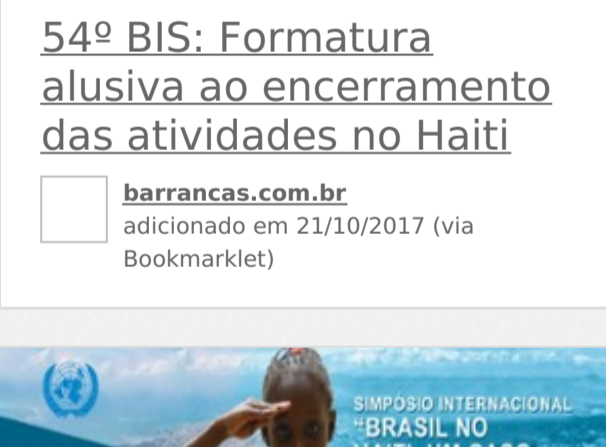 54º BIS: Formatura
alusiva ao encerramento
das atividades no Haiti
barrancas.com.br
adicionado em 21/10/2017 (via
Bookmarklet)
SIMPÓSIO INTERNACIONAL
“BRASIL NO